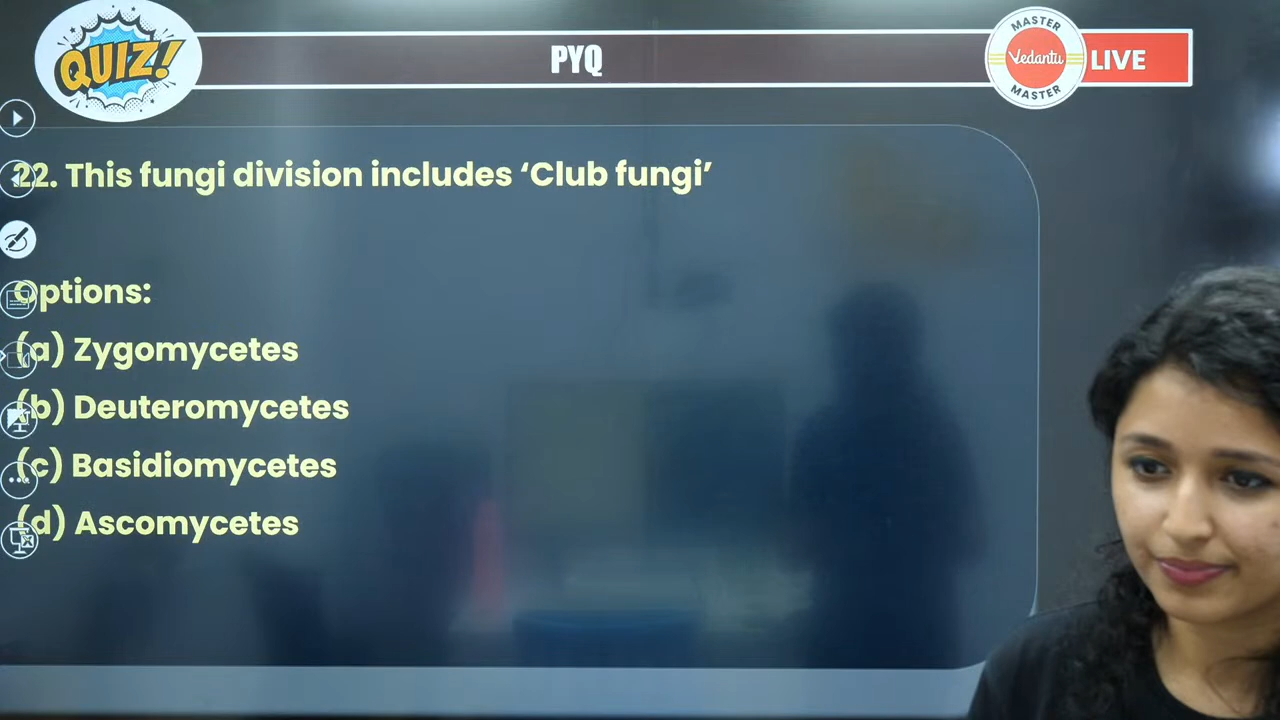 QUIZ!
PYQ
MASTER
Vedantu
MASTER
LIVE
22. This fungi division includes ‘Club fungi’
Options:
(a) Zygomycetes
(b) Deuteromycetes
(c) Basidiomycetes
(d) Ascomycetes